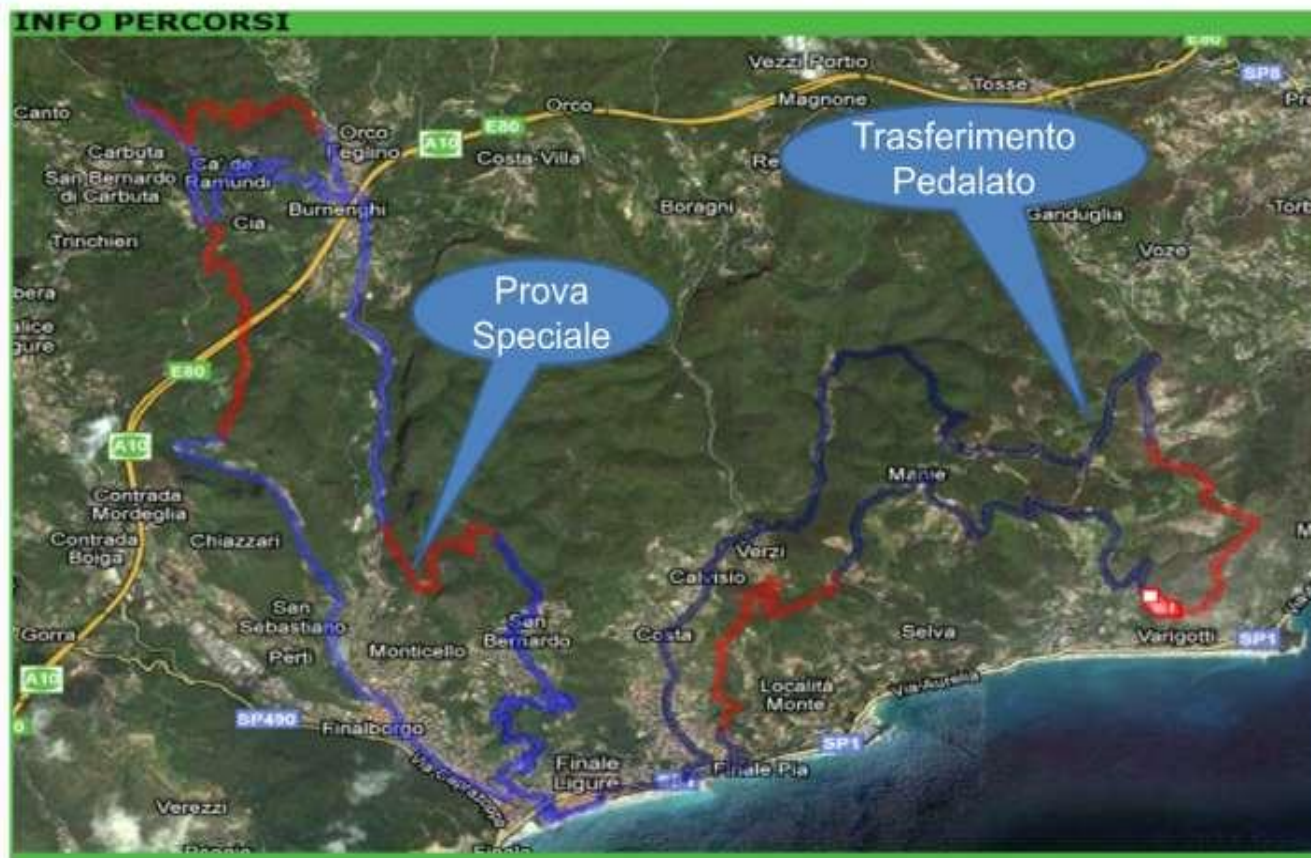 INFO PERCORSI
E80
Vezzi Portio
SP8
Tosse
Canto
Orco
Magnone
E80
A10
Orco
Feglino
Costa-Villa
Carbuta
Ca' de
Ramundi
San Bernardo
di Carbuta
Trasferimento
Pedalato
Burnenghi
Boragni
Ganduglia
Cia
Trinchieri
Voze
Prova
Speciale
E80
A10
Manie
Contrada
Mordeglia
Contrada
Chiazzari
Verzi
Calvisio
San
Sebastiano
San
Bernardo
Costa
Selva
Gorra
Perti
Monticello
Varigotti
SP1
A10
Località
Monte
Via-Aurelia
SP490
Finalborgo
SP1
Finale
Ligure
Finale Pia
Verezzi